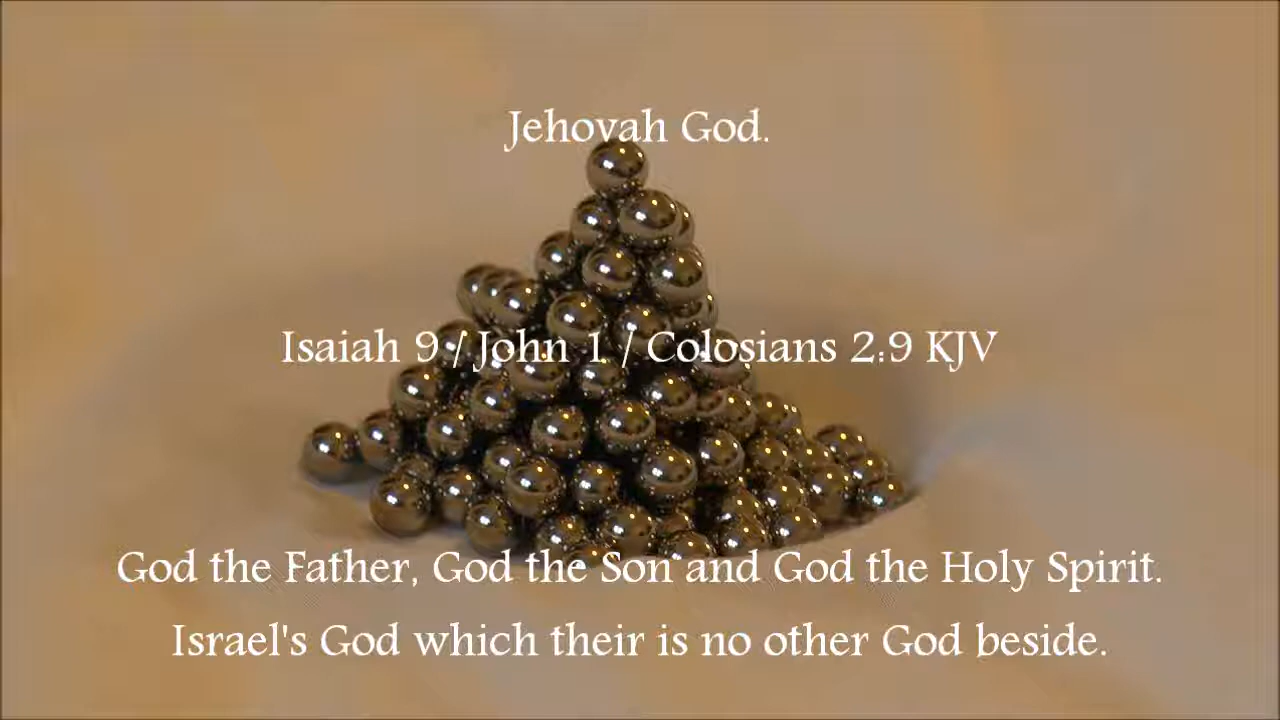 Jehovah God.
Isaiah 9 / John 1 / Colosians 2:9 KJV
God the Father, God the Son and God the Holy Spirit.
Israel's God which their is no other God beside.